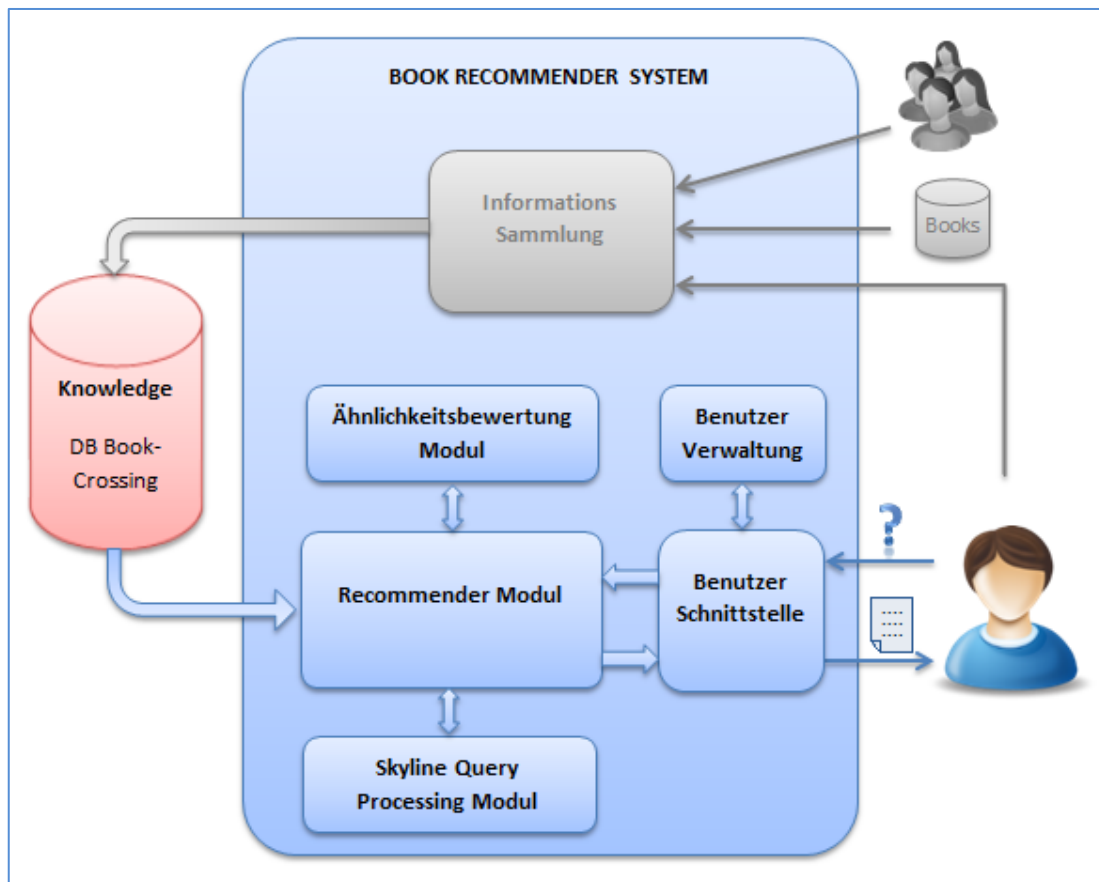 BOOK RECOMMENDER SYSTEM
Informations
Sammlung
Books
Knowledge
DB Book-
Crossing
Ähnlichkeitsbewertung
Modul
Benutzer
Verwaltung
?
Recommender Modul
Benutzer
Schnittstelle
Skyline Query
Processing Modul